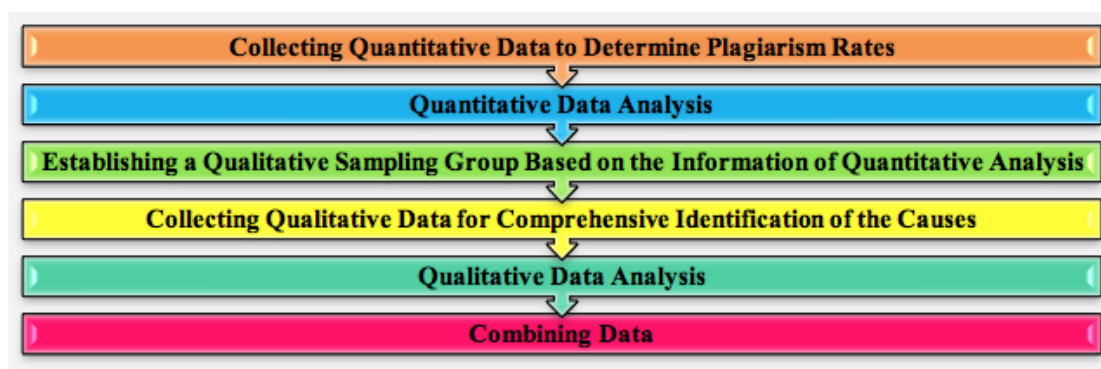 Collecting Quantitative Data to Determine Plagiarism Rates
Quantitative Data Analysis
Establishing a Qualitative Sampling Group Based on the Information of Quantitative Analysis
Collecting Qualitative Data for Comprehensive Identification of the Causes
Qualitative Data Analysis
Combining Data